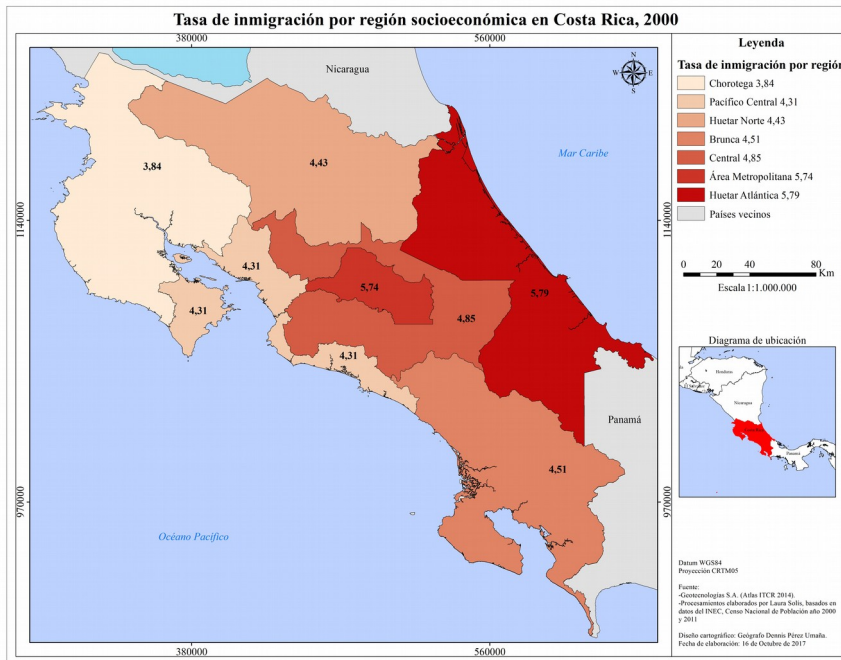 Tasa de inmigración por región socioeconómica en Costa Rica, 2000
380000
560000
Nicaragua
N
W
E
S
Mar Caribe
3,84
4,43
1140000
1140000
4,31
4,31
5,74
5,79
4,85
4,31
Panamá
4,51
970000
970000
Océano Pacífico
380000
560000
Leyenda
Tasa de inmigración por región
Chorotega 3,84
Pacífico Central 4,31
Huetar Norte 4,43
Brunca 4,51
Central 4,85
Área Metropolitana 5,74
Huetar Atlántica 5,79
Países vecinos
0 20 40 80
Km
Escala1:1.000.000
Diagrama de ubicación
Honduras
Nicaragua
Panamá
Datum WGS84
Proyección CRTM05
Fuente:
-Geotecnologías S.A. (Atlas ITCR 2014).
-Procesamientos elaborados por Laura Solís, basados en
datos del INEC, Censo Nacional de Población año 2000
y 2011
Diseño cartográfico: Geógrafo Dennis Pérez Umaña.
Fecha de elaboración: 16 de Octubre de 2017